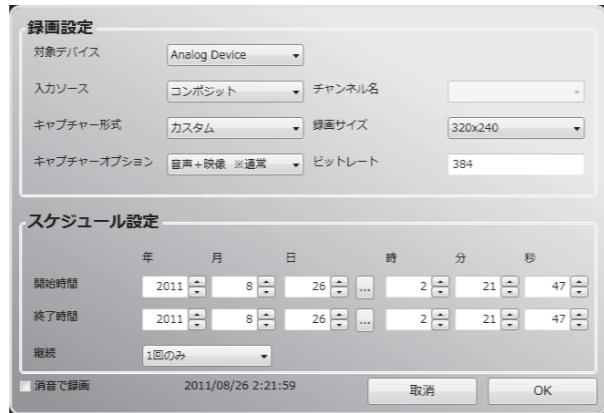 録画設定
対象デバイス Analog Device
入力ソース コンポジット チャンネル名
キャプチャー形式 カスタム 録画サイズ 320x240
キャプチャーオプション 音声+映像 ※通常 ビットレート 384
スケジュール設定
年 月 日 時 分 秒
開始時間 2011 8 26 ... 2 21 47
終了時間 2011 8 26 ... 2 21 47
継続 1回のみ
消音で録画 2011/08/26 2:21:59 取消 OK